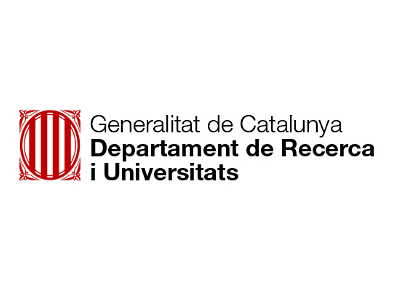 Generalitat de Catalunya
Departament de Recerca
i Universitats